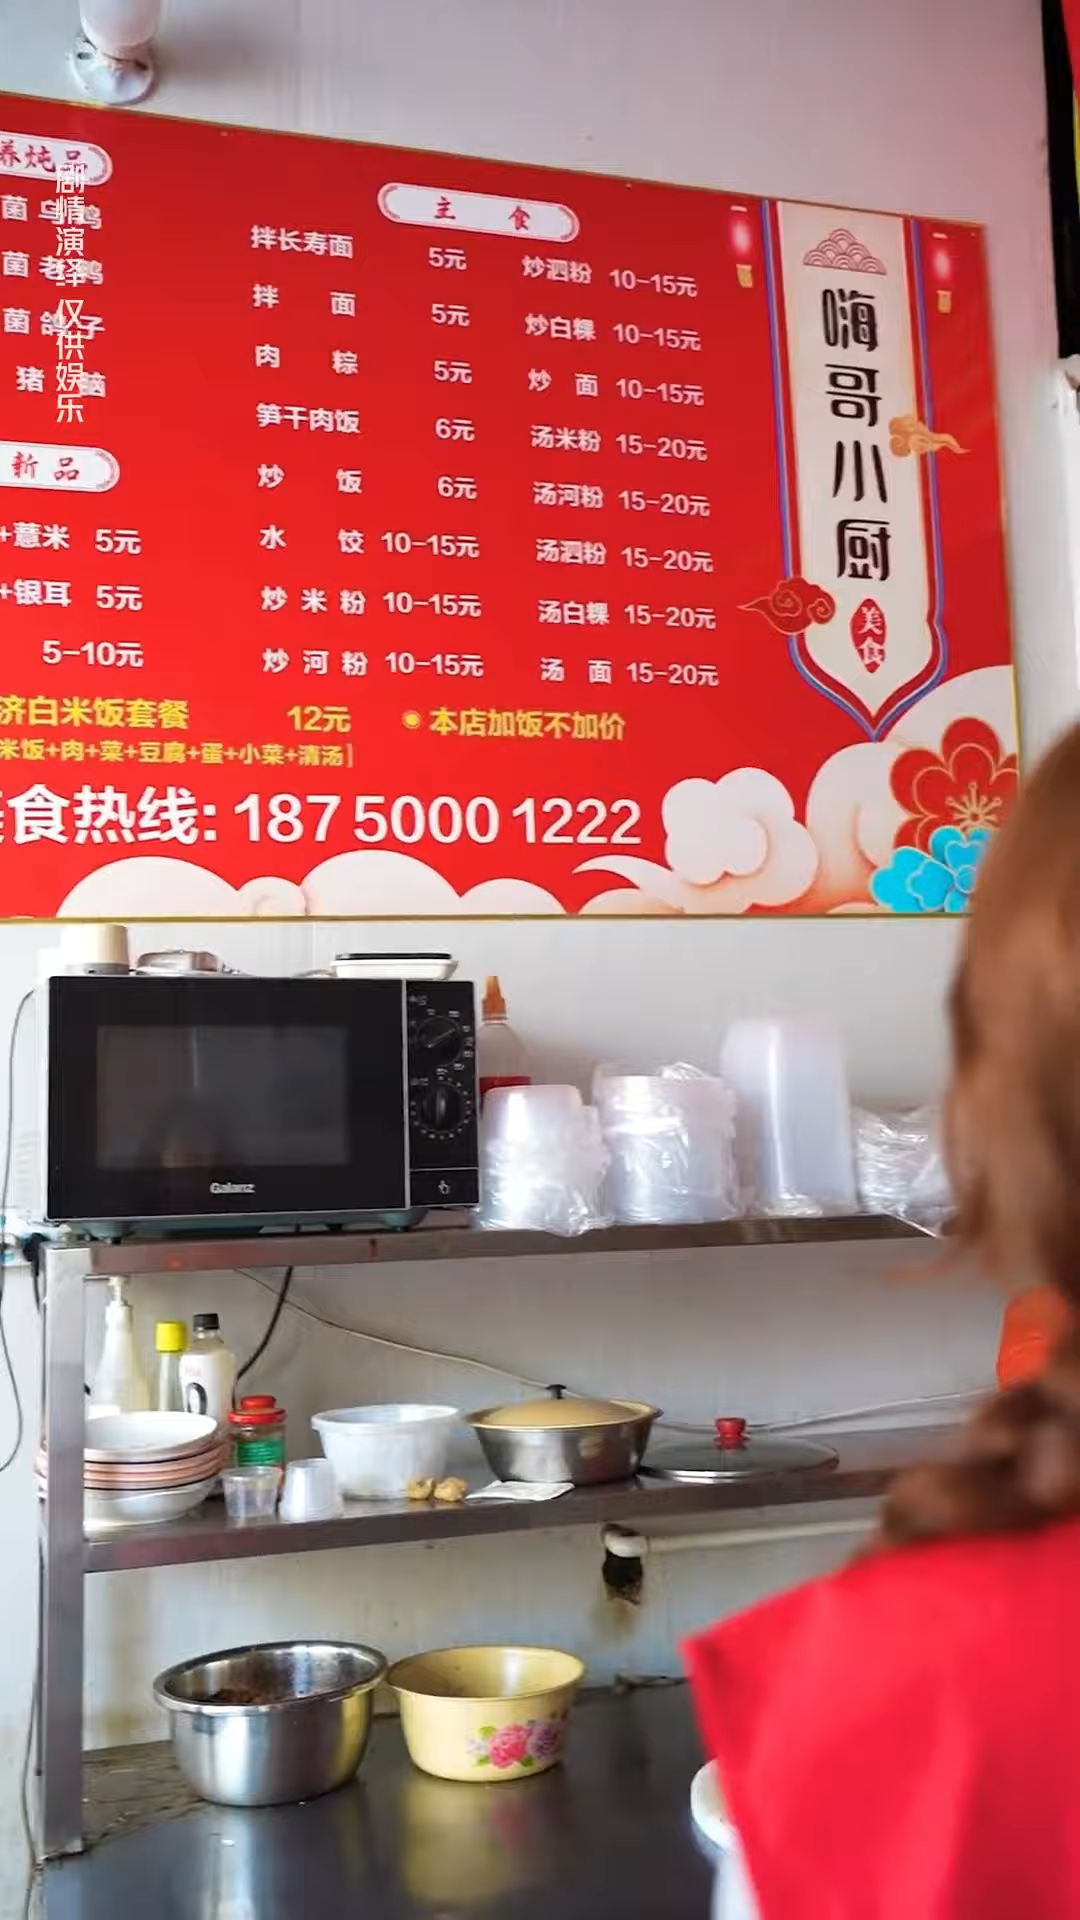 剧情演绎 仅供娱乐
养炖品
菌
菌 老
菌 鸽子
猪 脑
新品
+薏米 5元
+银耳 5元
5-10元
主 食
拌长寿面 5元
拌 面 5元
肉 粽 5元
笋干肉饭 6元
炒 饭 6元
水 饺 10-15元
炒 米 粉 10-15元
炒 河 粉 10-15元
炒泗粉 10-15元
炒白粿 10-15元
炒 面 10-15元
汤米粉 15-20元
汤河粉 15-20元
汤泗粉 15-20元
汤白粿 15-20元
汤 面 15-20元
济白米饭套餐 12元
米饭+肉+菜+豆腐+蛋+小菜+清汤]
本店加饭不加价
食热线: 187 5000 1222
嗨哥小厨
美食
Galanz